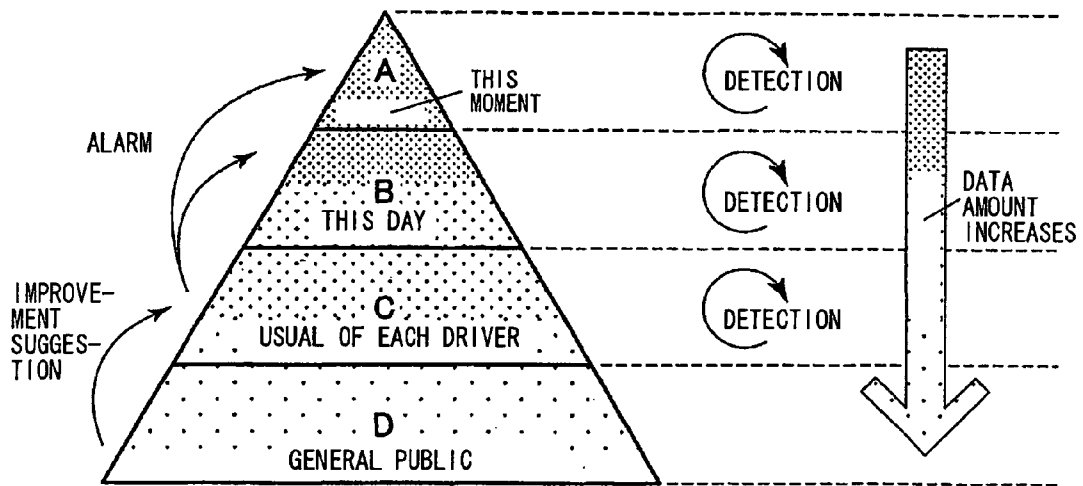 A
THIS
MOMENT
DETECTION
ALARM
B
THIS DAY
DETECTION
DATA
AMOUNT
INCREASES
IMPROVE-
MENT
SUGGES-
TION
C
USUAL OF EACH DRIVER
DETECTION
D
GENERAL PUBLIC